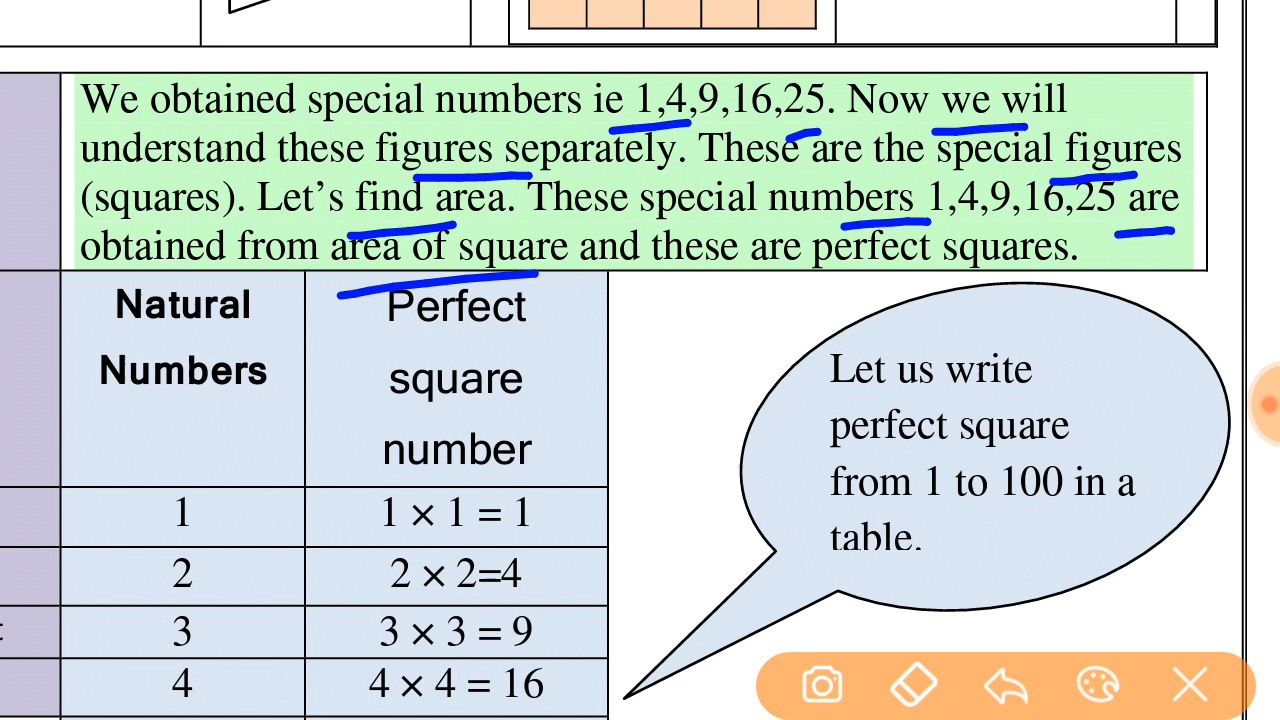 We obtained special numbers ie 1,4,9,16,25. Now we will
understand these figures separately. These are the special figures
(squares). Let’s find area. These special numbers 1,4,9,16,25 are
obtained from area of square and these are perfect squares.
Natural
Numbers
Perfect
square
number
1
1 × 1 = 1
2
2 × 2=4
3
3 × 3 = 9
4
4 × 4 = 16
Let us write
perfect square
from 1 to 100 in a
table.